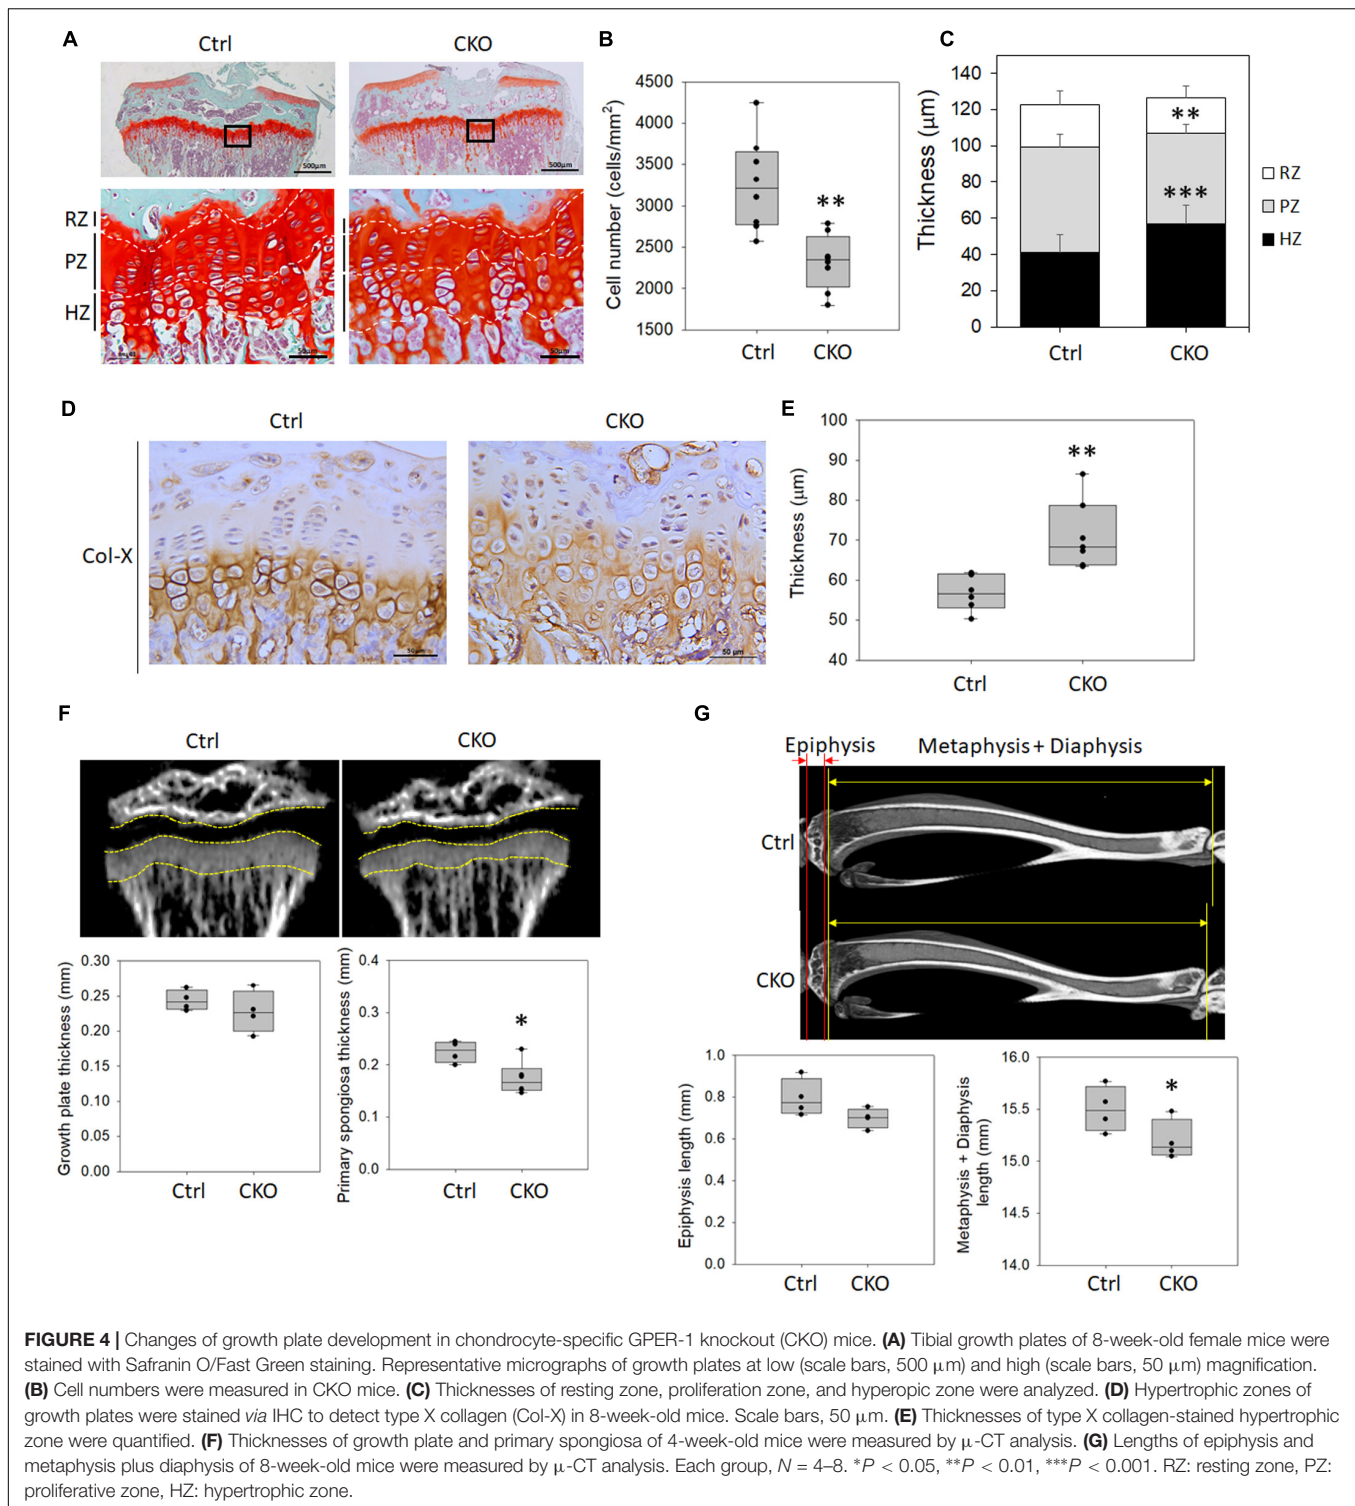 A
Ctrl
CKO
500μm
500μm
RZ
PZ
HZ
50μm
50μm
B
Cell number (cells/mm²)
4500
4000
3500
3000
2500
2000
1500
**
Ctrl
CKO
C
Thickness (μm)
140
120
100
80
60
40
20
0
**
***
Ctrl
CKO
RZ
PZ
HZ
D
Ctrl
CKO
Col-X
50 μm
50 μm
E
Thickness (μm)
100
90
80
70
60
50
40
**
Ctrl
CKO
F
Ctrl
CKO
Growth plate thickness (mm)
0.30
0.25
0.20
0.15
0.10
0.05
0.00
Ctrl
CKO
Primary spongiosa thickness (mm)
0.4
0.3
0.2
0.1
0.0
*
Ctrl
CKO
G
Epiphysis
Metaphysis + Diaphysis
Ctrl
CKO
Epiphysis length (mm)
1.0
0.8
0.6
0.4
0.2
0.0
Ctrl
CKO
Metaphysis + Diaphysis
length (mm)
16.0
15.5
15.0
14.5
14.0
*
Ctrl
CKO
FIGURE 4 | Changes of growth plate development in chondrocyte-specific GPER-1 knockout (CKO) mice. (A) Tibial growth plates of 8-week-old female mice were
stained with Safranin O/Fast Green staining. Representative micrographs of growth plates at low (scale bars, 500 μm) and high (scale bars, 50 μm) magnification.
(B) Cell numbers were measured in CKO mice. (C) Thicknesses of resting zone, proliferation zone, and hyperopic zone were analyzed. (D) Hypertrophic zones of
growth plates were stained via IHC to detect type X collagen (Col-X) in 8-week-old mice. Scale bars, 50 μm. (E) Thicknesses of type X collagen-stained hypertrophic
zone were quantified. (F) Thicknesses of growth plate and primary spongiosa of 4-week-old mice were measured by μ-CT analysis. (G) Lengths of epiphysis and
metaphysis plus diaphysis of 8-week-old mice were measured by μ-CT analysis. Each group, N = 4–8. *P < 0.05, **P < 0.01, ***P < 0.001. RZ: resting zone, PZ:
proliferative zone, HZ: hypertrophic zone.